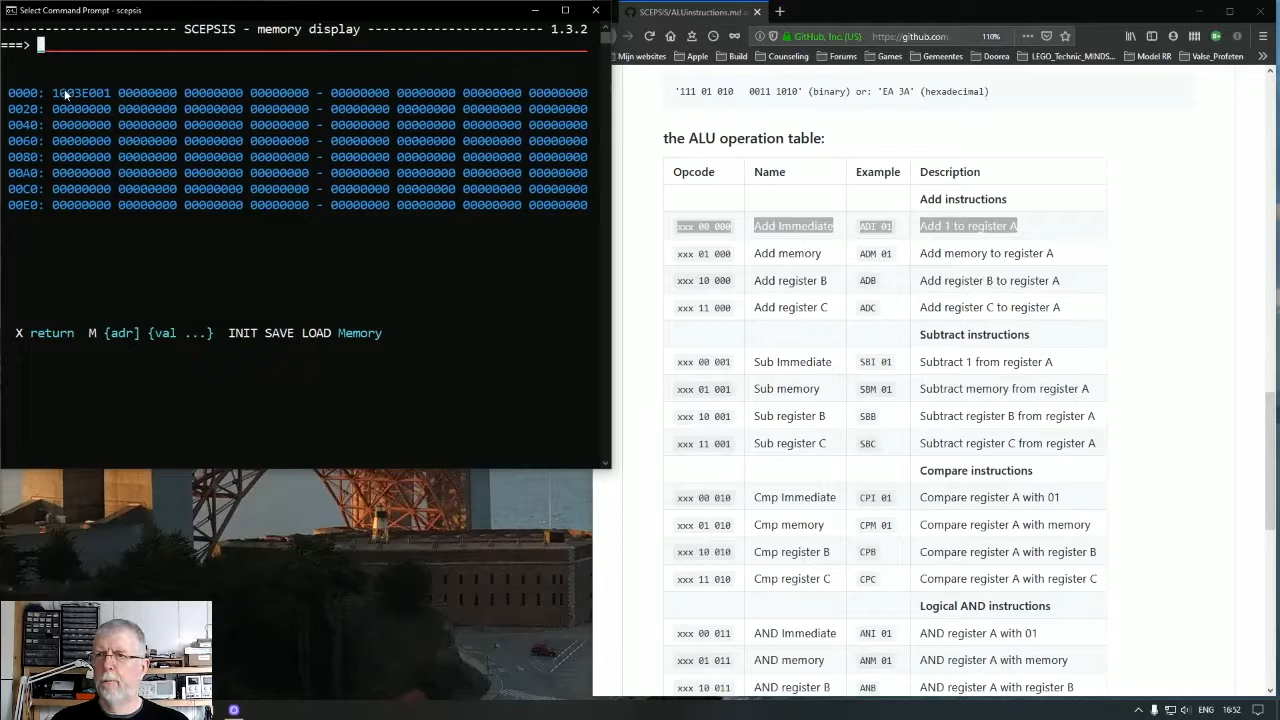 Select Command Prompt - scepsis
---------------------- SCEPSIS - memory display ------------------- 1.3.2
===>
0000: 1003E001 00000000 00000000 00000000 - 00000000 00000000 00000000 00000000
0020: 00000000 00000000 00000000 00000000 - 00000000 00000000 00000000 00000000
0040: 00000000 00000000 00000000 00000000 - 00000000 00000000 00000000 00000000
0060: 00000000 00000000 00000000 00000000 - 00000000 00000000 00000000 00000000
0080: 00000000 00000000 00000000 00000000 - 00000000 00000000 00000000 00000000
00A0: 00000000 00000000 00000000 00000000 - 00000000 00000000 00000000 00000000
00C0: 00000000 00000000 00000000 00000000 - 00000000 00000000 00000000 00000000
00E0: 00000000 00000000 00000000 00000000 - 00000000 00000000 00000000 00000000
X return M {adr] {val ...} INIT SAVE LOAD Memory
SCEPSIS/ALUinstructions.md a
GitHub, Inc. (US) https://github.com 110%
Mijn websites Apple Build Counseling Forums Games Gemeentes Doorea LEGO_Technic_MINDS... Model RR Valse_Profeten
'111 01 010 0011 1010' (binary) or: 'EA 3A' (hexadecimal)
the ALU operation table:
Opcode Name Example Description
Add instructions
xxx 00 000 Add Immediate ADI 01 Add 1 to register A
xxx 01 000 Add memory ADM 01 Add memory to register A
xxx 10 000 Add register B ADB Add register B to register A
xxx 11 000 Add register C ADC Add register C to register A
Subtract instructions
xxx 00 001 Sub Immediate SBI 01 Subtract 1 from register A
xxx 01 001 Sub memory SBM 01 Subtract memory from register A
xxx 10 001 Sub register B SBB Subtract register B from register A
xxx 11 001 Sub register C SBC Subtract register C from register A
Compare instructions
xxx 00 010 Cmp Immediate CPI 01 Compare register A with 01
xxx 01 010 Cmp memory CPM 01 Compare register A with memory
xxx 10 010 Cmp register B CPB Compare register A with register B
xxx 11 010 Cmp register C CPC Compare register A with register C
Logical AND instructions
xxx 00 011 AND Immediate ANI 01 AND register A with 01
xxx 01 011 AND memory ANM 01 AND register A with memory
xxx 10 011 AND register B ANB AND register A with register B
ENG 16:52